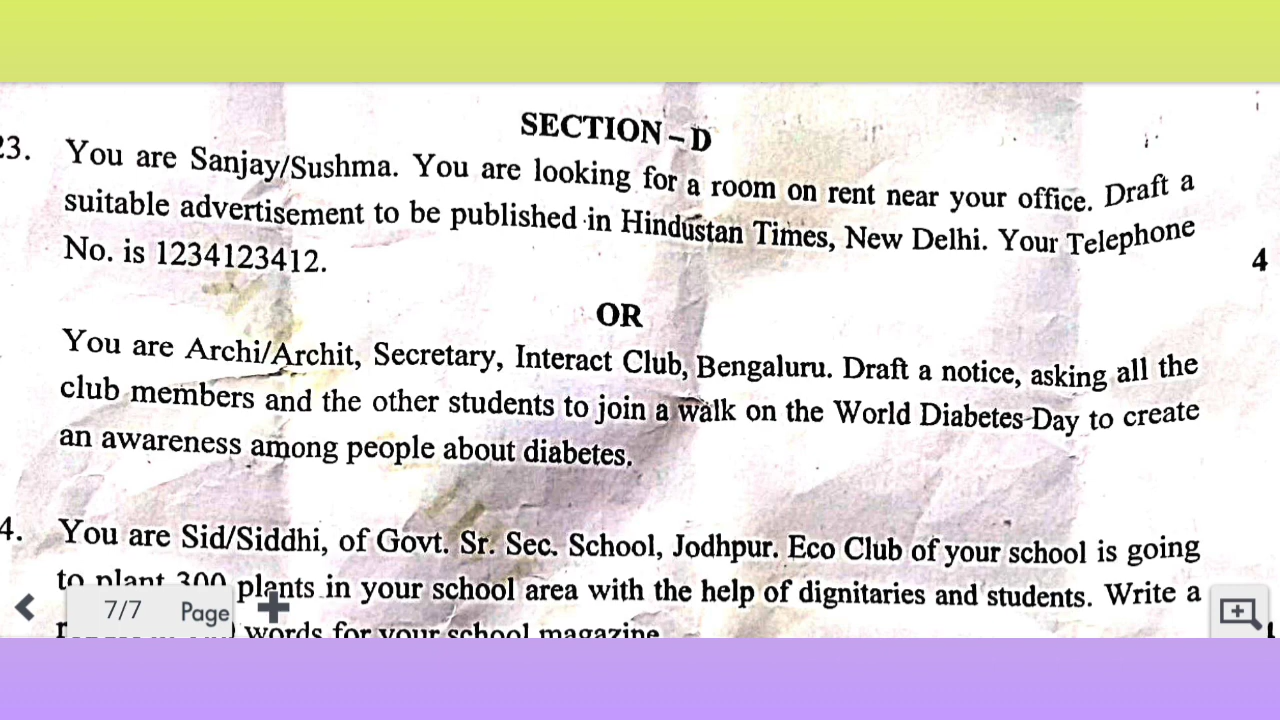 SECTION – D
23. You are Sanjay/Sushma. You are looking for a room on rent near your office. Draft a
suitable advertisement to be published in Hindustan Times, New Delhi. Your Telephone
No. is 1234123412.
4
OR
You are Archi/Archit, Secretary, Interact Club, Bengaluru. Draft a notice, asking all the
club members and the other students to join a walk on the World Diabetes Day to create
an awareness among people about diabetes.
4. You are Sid/Siddhi, of Govt. Sr. Sec. School, Jodhpur. Eco Club of your school is going
to plant 300 plants in your school area with the help of dignitaries and students. Write a
words for your school magazine
7/7 Page